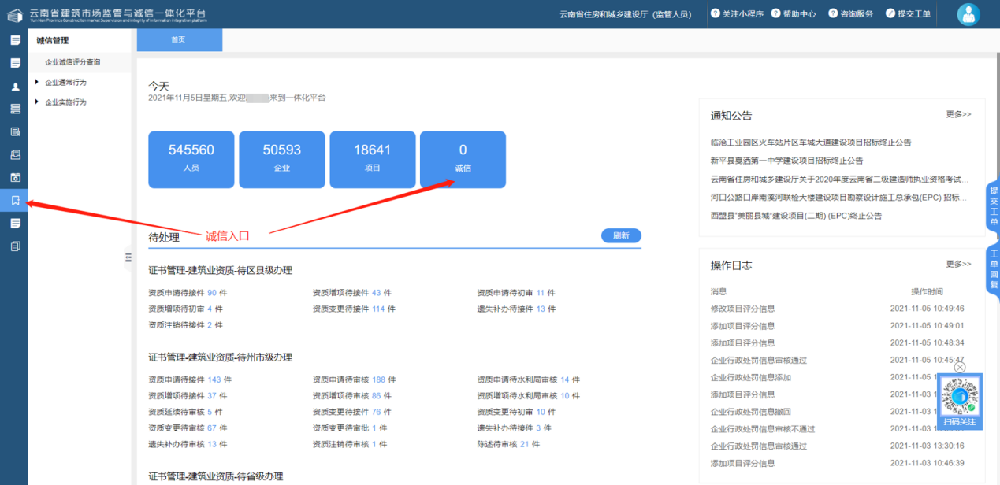 云南省建筑市场监管与诚信一体化平台
Yun Nan Province Construction market Supervision and integrity of information integration platform
云南省住房和城乡建设厅 (监管人员)
关注小程序
帮助中心
咨询服务
提交工单
诚信管理
企业诚信评分查询
企业通常行为
企业实施行为
首页
今天
2021年11月5日星期五,欢迎 来到一体化平台
545560
人员
50593
企业
18641
项目
0
诚信
诚信入口
待处理
刷新
证书管理-建筑业资质-待区县级办理
资质申请待接件 90 件
资质增项待接件 43 件
资质申请待初审 11 件
资质增项待初审 4 件
资质变更待接件 114 件
遗失补办待接件 13 件
资质注销待接件 2 件
证书管理-建筑业资质-待州市级办理
资质申请待接件 143 件
资质申请待审核 188 件
资质申请待水利局审核 14 件
资质增项待接件 37 件
资质增项待审核 86 件
资质增项待水利局审核 10 件
资质延续待审核 5 件
资质变更待接件 76 件
资质变更待初审 10 件
资质变更待审核 67 件
资质变更待审批 1 件
遗失补办待接件 3 件
遗失补办待审核 13 件
资质注销待审核 1 件
陈述待审核 21 件
证书管理-建筑业资质-待省级办理
通知公告
更多>>
临沧工业园区火车站片区车城大道建设项目招标终止公告
新平县戛洒第一中学建设项目招标终止公告
云南省住房和城乡建设厅关于2020年度云南省二级建造师执业资格考试...
河口公路口岸南溪河联检大楼建设项目勘察设计施工总承包(EPC) 招标...
西盟县"美丽县城"建设项目(二期) (EPC)终止公告
操作日志
更多>>
消息
操作时间
修改项目评分信息
2021-11-05 10:49:46
添加项目评分信息
2021-11-05 10:49:01
添加项目评分信息
2021-11-05 10:48:34
企业行政处罚信息审核通过
2021-11-05 10:45:47
企业行政处罚信息添加
2021-11-05
添加项目评分信息
2021-11-03
企业行政处罚信息撤回
2021-11-03
企业行政处罚信息审核不通过
2021-11-03
企业行政处罚信息审核通过
2021-11-03 13:30:16
添加项目评分信息
2021-11-03 10:46:39
提交工单
工单回复
扫码关注